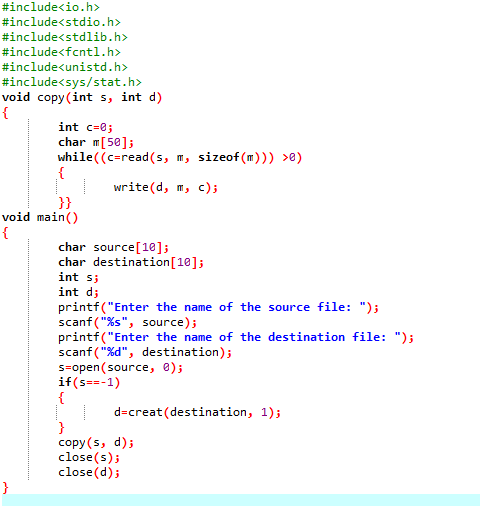 #include<io.h>
#include<stdio.h>
#include<stdlib.h>
#include<fcntl.h>
#include<unistd.h>
#include<sys/stat.h>
void copy(int s, int d)
{
int c=0;
char m[50];
while((c=read(s, m, sizeof(m))) >0)
{
write(d, m, c);
}}
void main()
{
char source[10];
char destination[10];
int s;
int d;
printf("Enter the name of the source file: ");
scanf("%s", source);
printf("Enter the name of the destination file: ");
scanf("%d", destination);
s=open(source, 0);
if(s==-1)
{
d=creat(destination, 1);
}
copy(s, d);
close(s);
close(d);
}